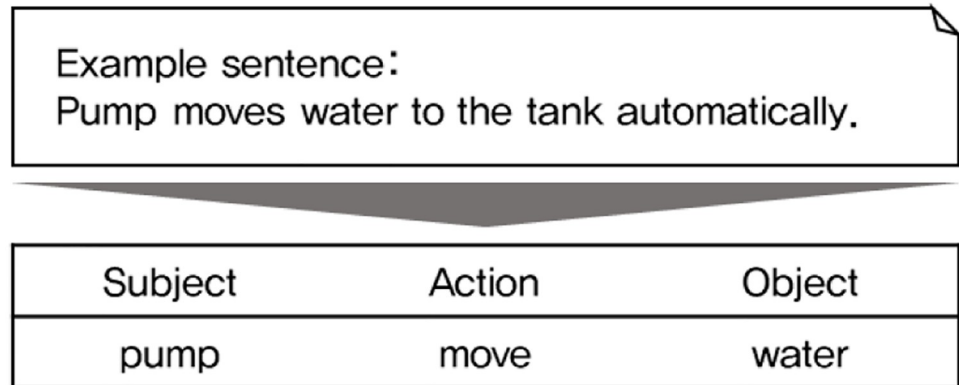 Example sentence:
Pump moves water to the tank automatically.
Subject Action Object
pump move water